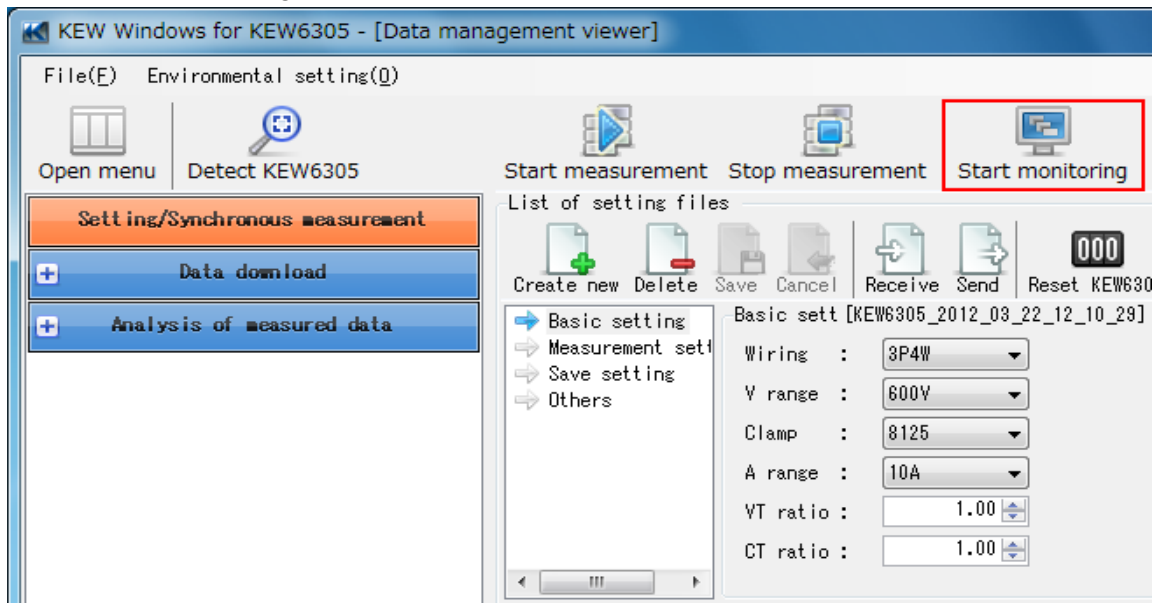 KEW Windows for KEW6305 - [Data management viewer]
File(F) Environmental setting(O)
Open menu Detect KEW6305 Start measurement Stop measurement Start monitoring
Setting/Synchronous measurement
Data download
Analysis of measured data
List of setting files
Create new Delete Save Cancel Receive Send 000 Reset KEW630
Basic setting
Measurement sett
Save setting
Others
Basic sett [KEW6305_2012_03_22_12_10_29]
Wiring : 3P4W
V range : 600V
Clamp : 8125
A range : 10A
VT ratio : 1.00
CT ratio : 1.00